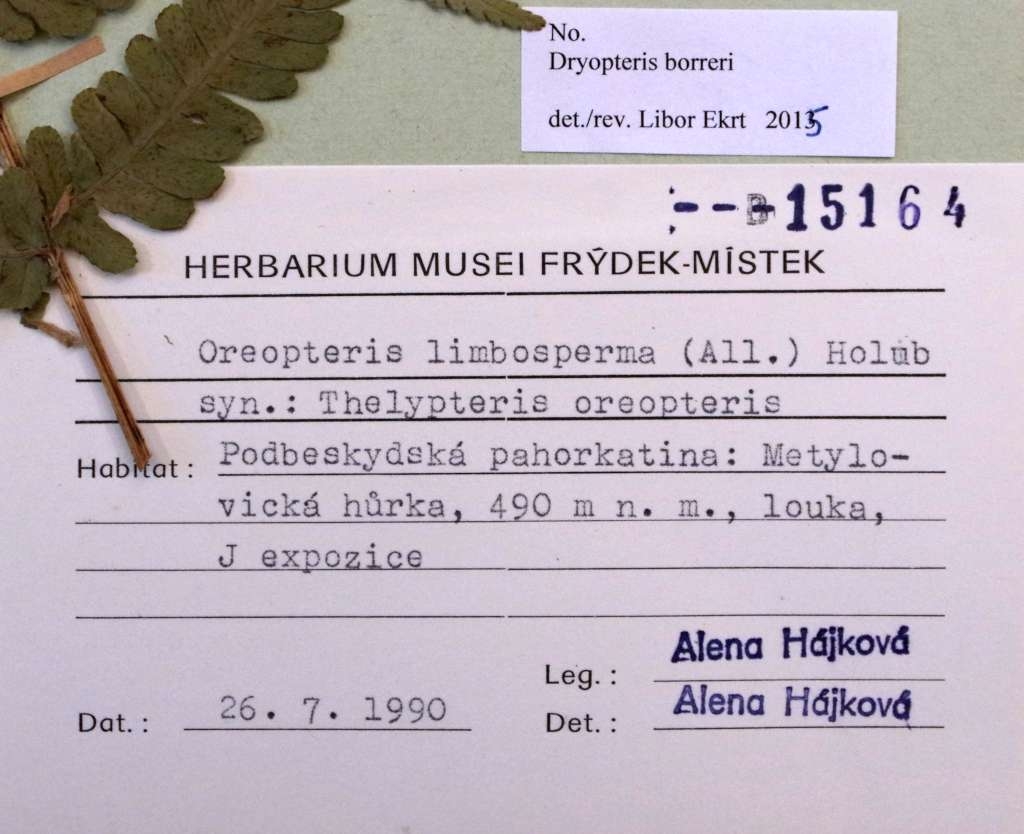 No.
Dryopteris borreri
det./rev. Libor Ekrt 2015
--B-15164
HERBARIUM MUSEI FRÝDEK-MÍSTEK
Oreopteris limbosperma (All.) Holub
syn.: Thelypteris oreopteris
Habitat : Podbeskydská pahorkatina: Metylo-
vická hůrka, 490 m n. m., louka,
J expozice
Leg. : Alena Hájková
Dat. : 26. 7. 1990 Det. : Alena Hájková